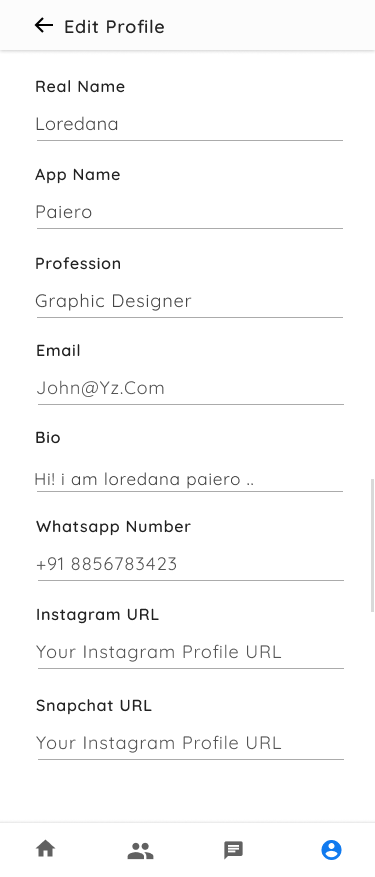 Edit Profile
Real Name
Loredana
App Name
Paiero
Profession
Graphic Designer
Email
John@Yz.Com
Bio
Hi! i am loredana paiero ..
Whatsapp Number
+91 8856783423
Instagram URL
Your Instagram Profile URL
Snapchat URL
Your Instagram Profile URL